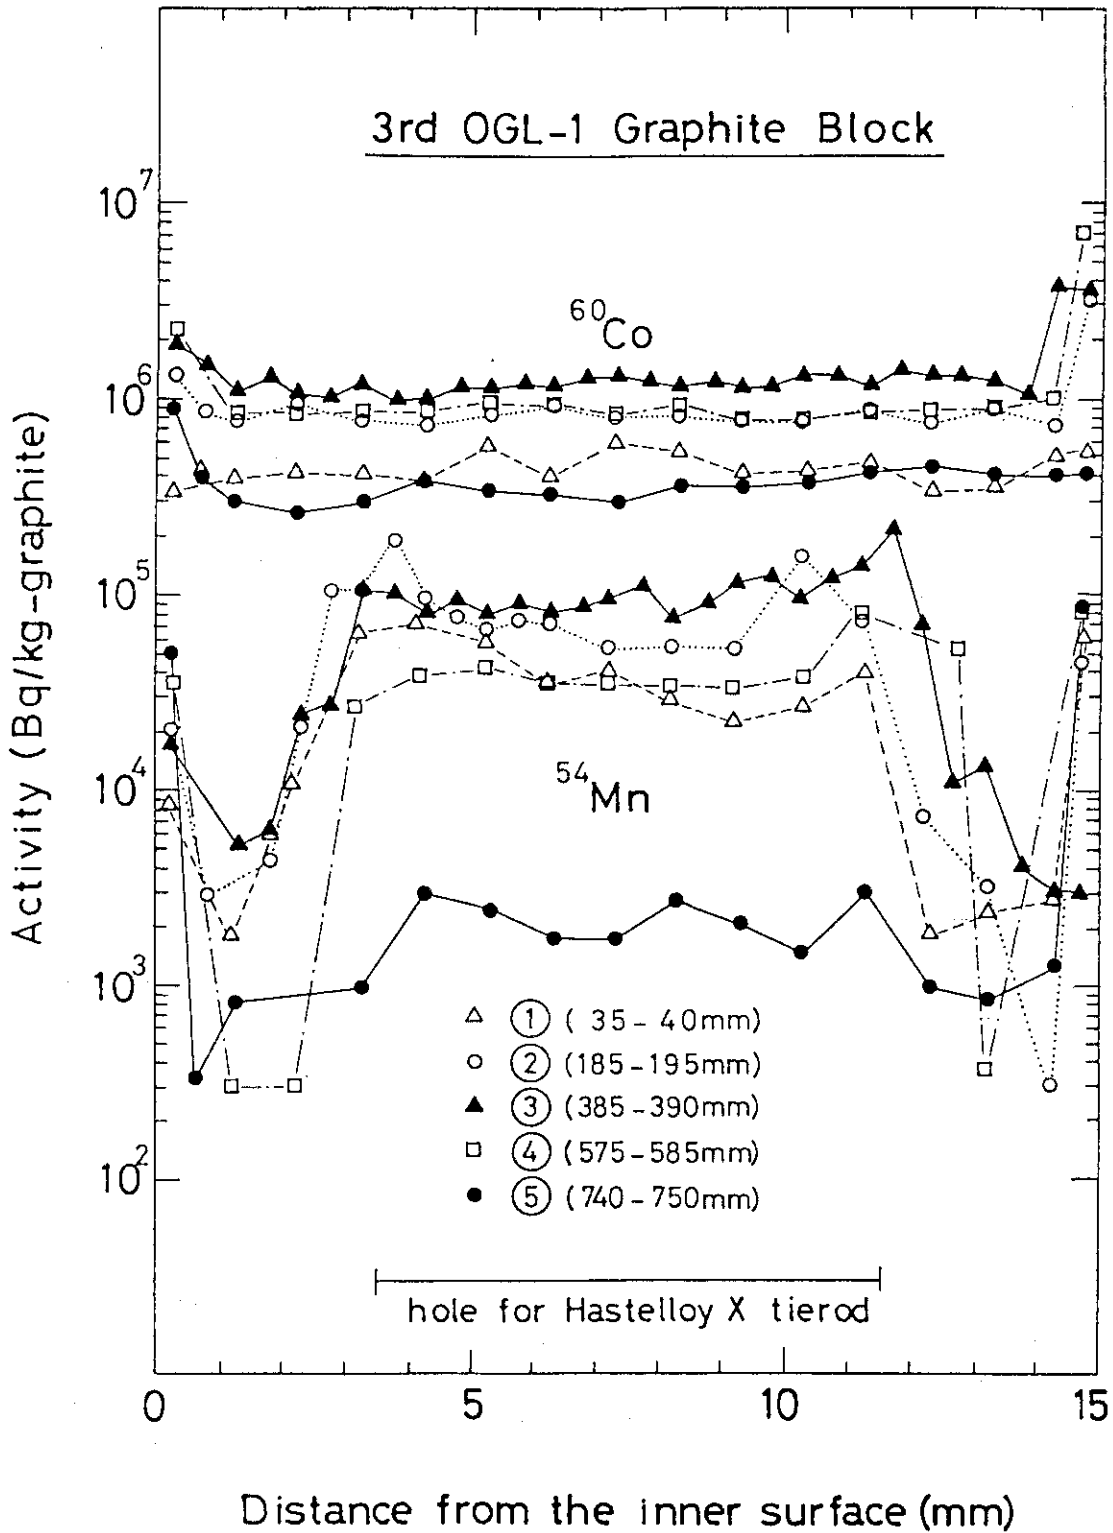 3rd OGL-1 Graphite Block
10^7
10^6
10^5
10^4
10^3
10^2
Activity (Bq/kg-graphite)
^60Co
^54Mn
△ ① (35-40mm)
○ ② (185-195mm)
▲ ③ (385-390mm)
□ ④ (575-585mm)
● ⑤ (740-750mm)
hole for Hastelloy X tierod
0 5 10 15
Distance from the inner surface (mm)